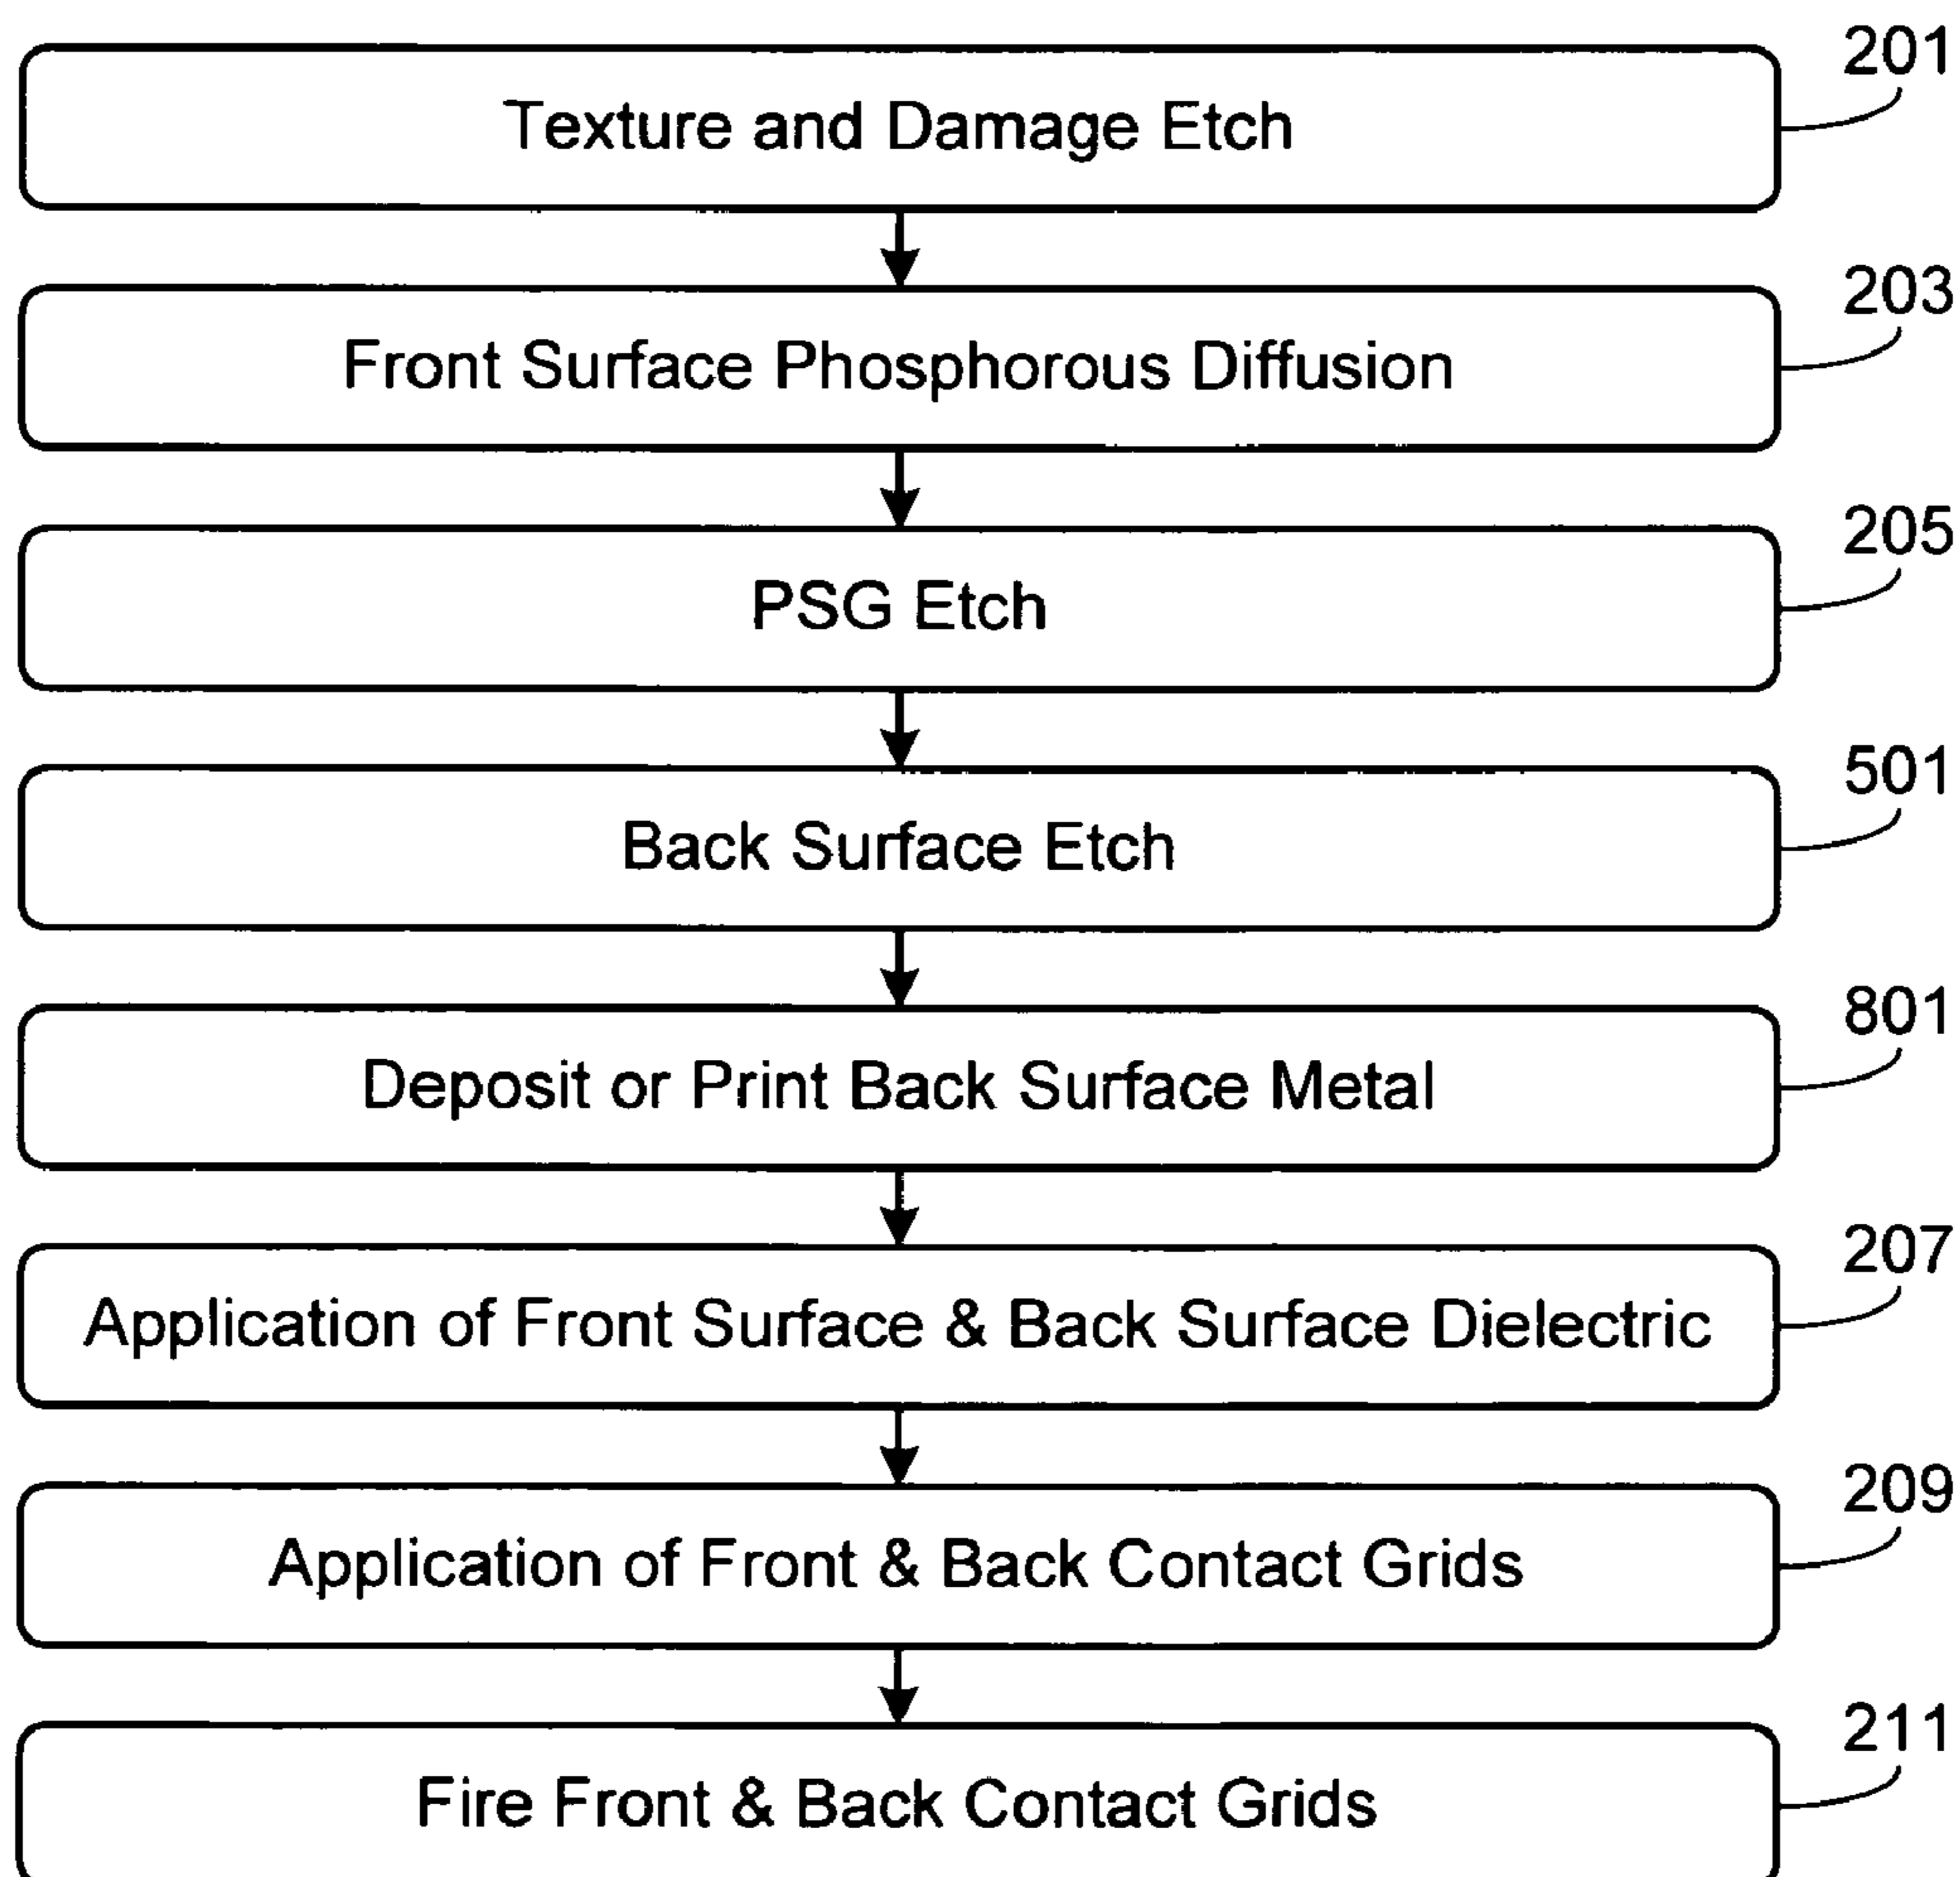 201
Texture and Damage Etch
203
Front Surface Phosphorous Diffusion
205
PSG Etch
501
Back Surface Etch
801
Deposit or Print Back Surface Metal
207
Application of Front Surface & Back Surface Dielectric
209
Application of Front & Back Contact Grids
211
Fire Front & Back Contact Grids